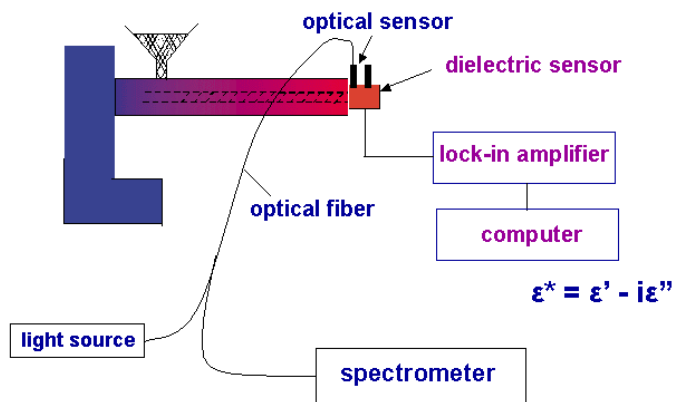 optical sensor
dielectric sensor
lock-in amplifier
optical fiber
computer
ε* = ε’ - iε”
light source
spectrometer